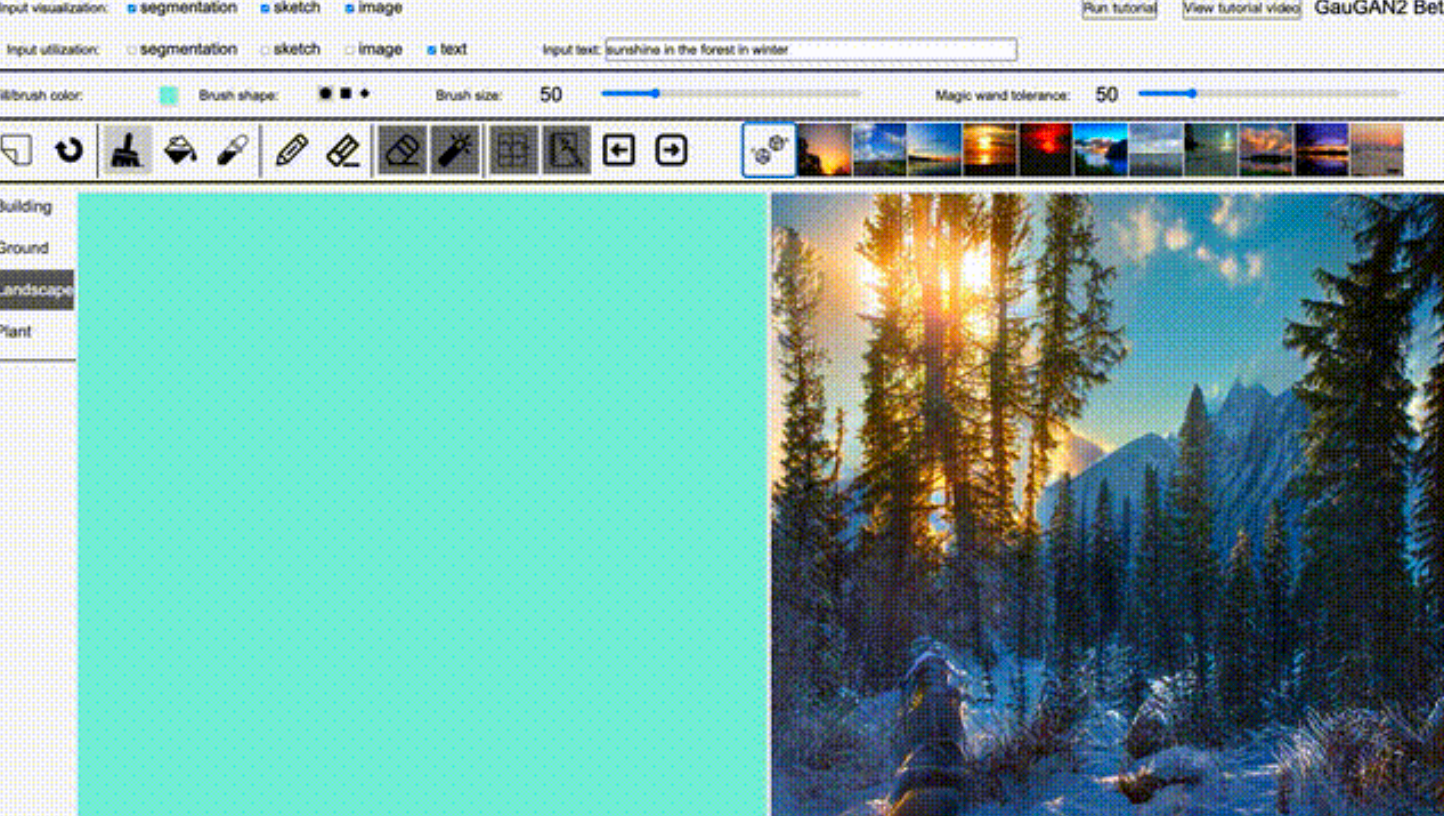 Input visualization: segmentation sketch image Run tutorial View tutorial video GauGAN2 Bet
Input utilization: segmentation sketch image text Input text: sunshine in the forest in winter
ill/brush color: Brush shape: Brush size: 50 Magic wand tolerance: 50
Building
Ground
Landscape
Plant